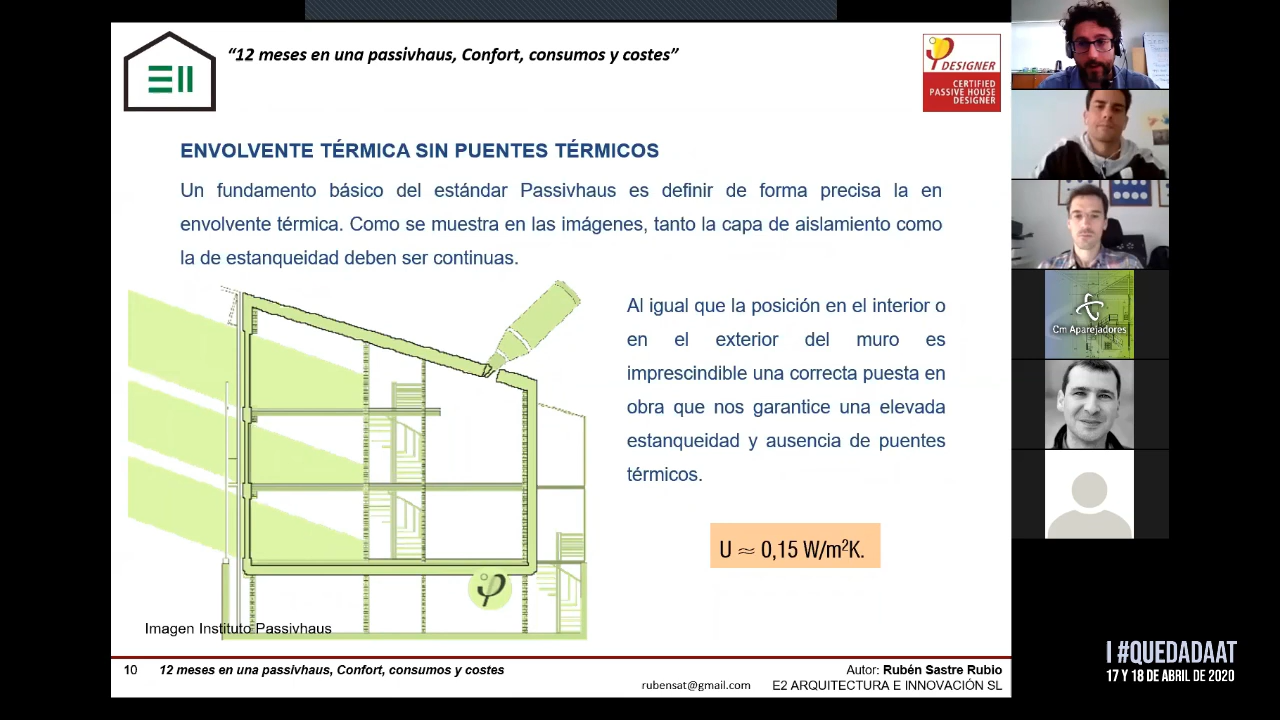 “12 meses en una passivhaus, Confort, consumos y costes”
DESIGNER
CERTIFIED
PASSIVE HOUSE
DESIGNER
ENVOLVENTE TÉRMICA SIN PUENTES TÉRMICOS
Un fundamento básico del estándar Passivhaus es definir de forma precisa la en
envolvente térmica. Como se muestra en las imágenes, tanto la capa de aislamiento como
la de estanqueidad deben ser continuas.
Al igual que la posición en el interior o
en el exterior del muro es
imprescindible una correcta puesta en
obra que nos garantice una elevada
estanqueidad y ausencia de puentes
térmicos.
U ≈ 0,15 W/m²K.
Imagen Instituto Passivhaus
10 12 meses en una passivhaus, Confort, consumos y costes
Autor: Rubén Sastre Rubio
rubensat@gmail.com E2 ARQUITECTURA E INNOVACIÓN SL
Cm Aparejadores
I #QUEDADAAT
17 Y 18 DE ABRIL DE 2020